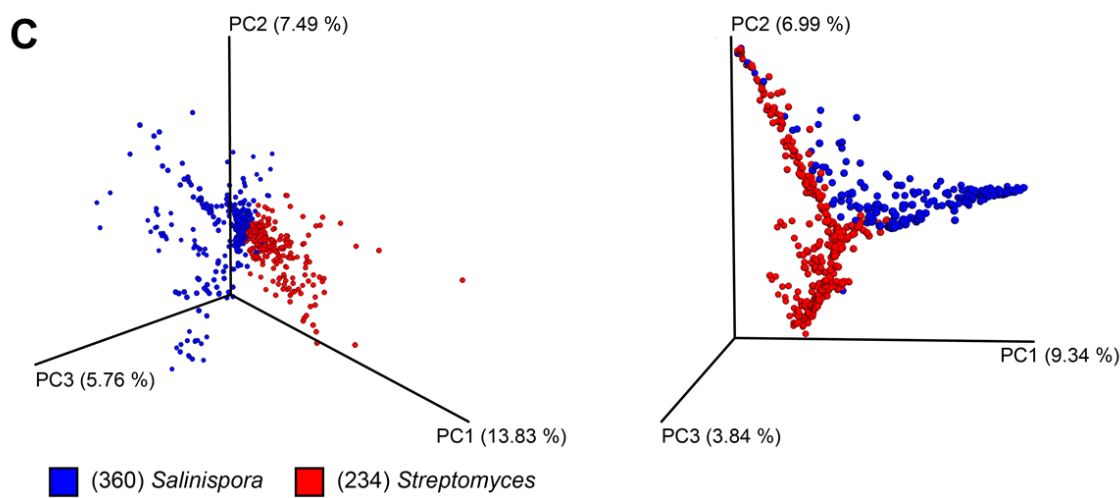 C
PC2 (7.49 %)
PC3 (5.76 %)
PC1 (13.83 %)
PC2 (6.99 %)
PC1 (9.34 %)
PC3 (3.84 %)
(360) Salinispora
(234) Streptomyces